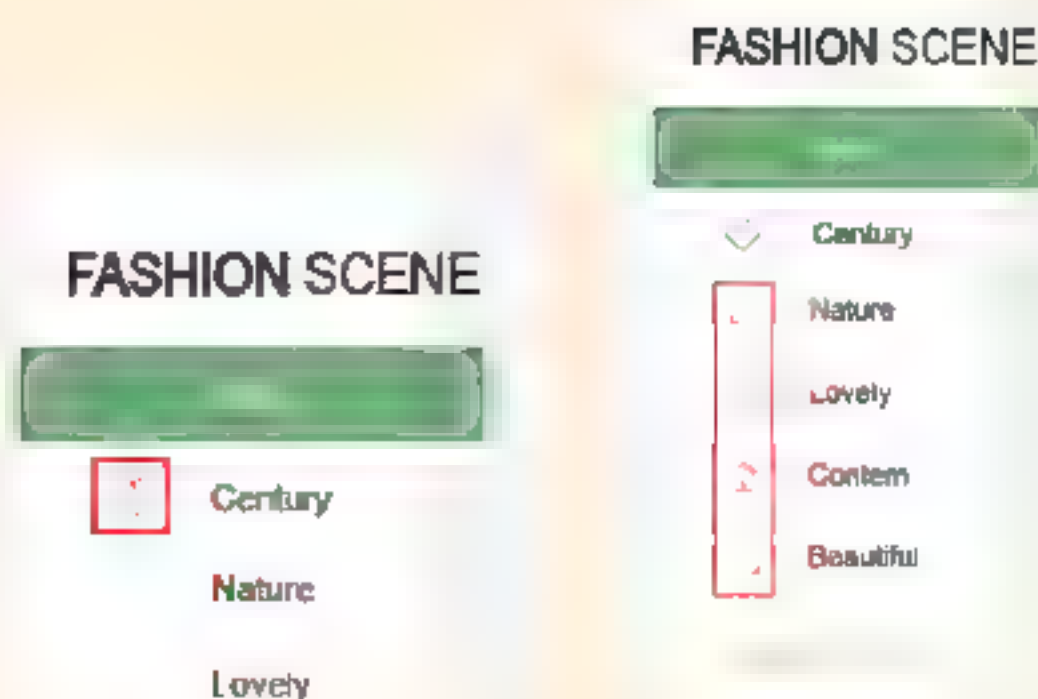 FASHION SCENE
Century
Nature
Lovely
FASHION SCENE
Century
Nature
Lovely
Contem
Beautiful